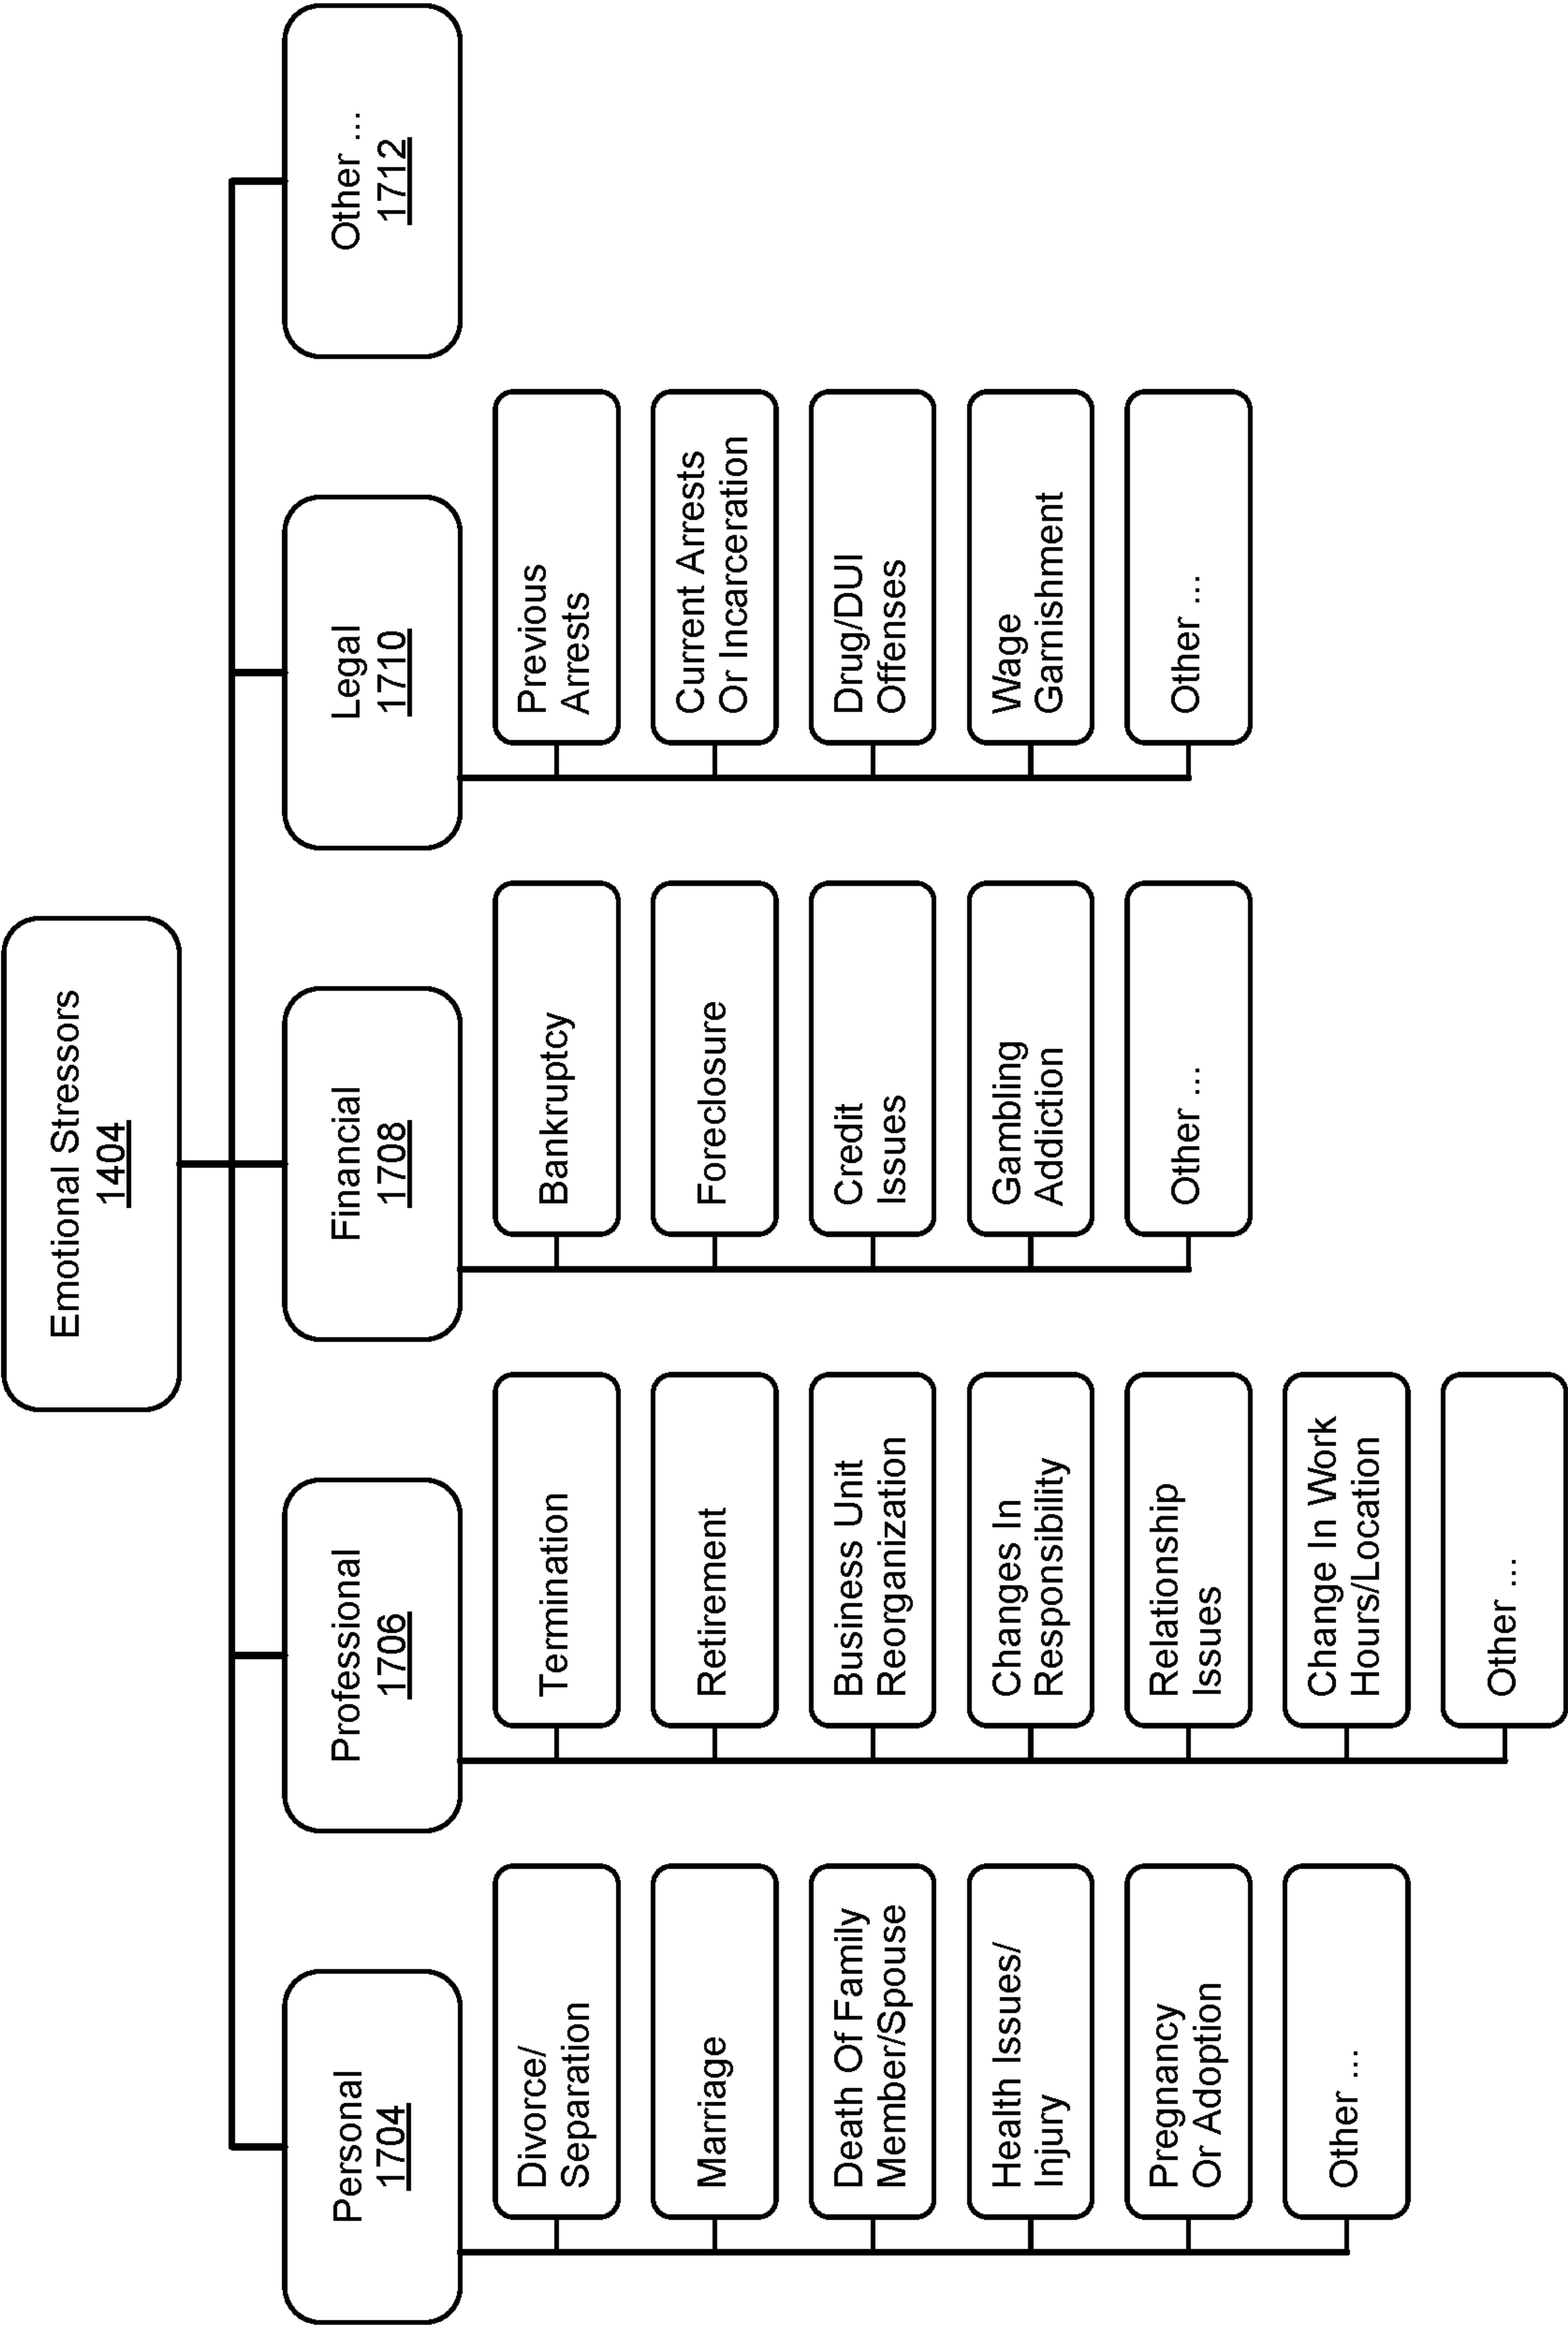 Emotional Stressors
1404
Personal
1704
Divorce/
Separation
Marriage
Death Of Family
Member/Spouse
Health Issues/
Injury
Pregnancy
Or Adoption
Other ...
Professional
1706
Termination
Retirement
Business Unit
Reorganization
Changes In
Responsibility
Relationship
Issues
Change In Work
Hours/Location
Other ...
Financial
1708
Bankruptcy
Foreclosure
Credit
Issues
Gambling
Addiction
Other ...
Legal
1710
Previous
Arrests
Current Arrests
Or Incarceration
Drug/DUI
Offenses
Wage
Garnishment
Other ...
Other ...
1712